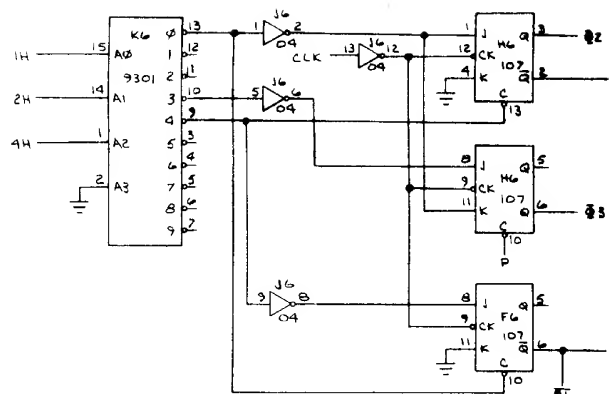 K6
9301
1H 15 A0
2H 14 A1
4H 1 A2
2 A3
0 13
1 12
2 11
3 10
4 9
5 3
6 4
7 5
8 6
9 7
J6
1 2
04
CLK 13 J6 12
04
J6
5 6
04
J6
9 8
04
1 J Q 3 Φ2
12 CK H6
4 K 107 Q 2
C
13
8 J Q 5
9 CK H6
11 K 107 Q 6 Φ3
C
10
P
8 J Q 5
9 CK F6
11 K 107 Q 6
C
10